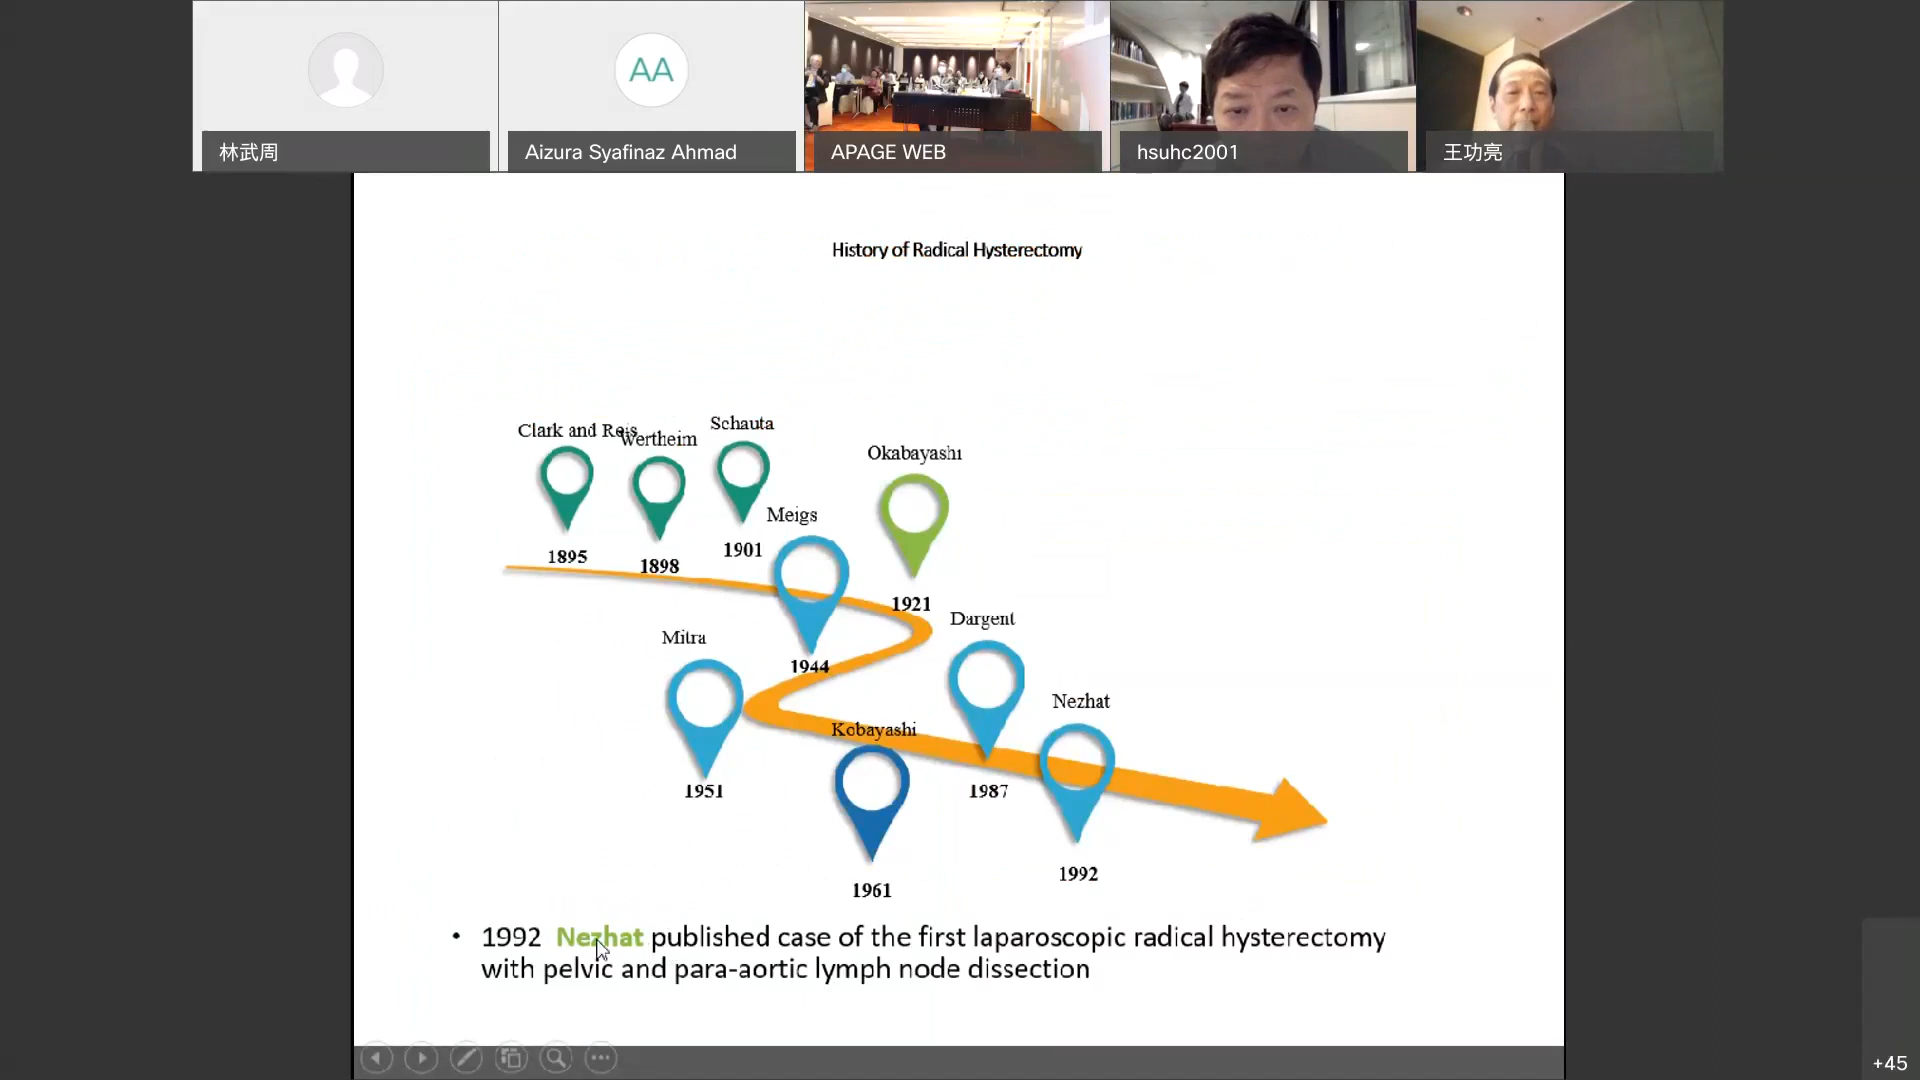 林武周
AA
Aizura Syafinaz Ahmad
APAGE WEB
hsuhc2001
王功亮
History of Radical Hysterectomy
Clark and Reis
Wertheim
Schauta
Okabayashi
1895
1898
1901
Meigs
1921
Mitra
1944
Dargent
Nezhat
Kobayashi
1951
1987
1961
1992
• 1992 Nezhat published case of the first laparoscopic radical hysterectomy
with pelvic and para-aortic lymph node dissection
+45